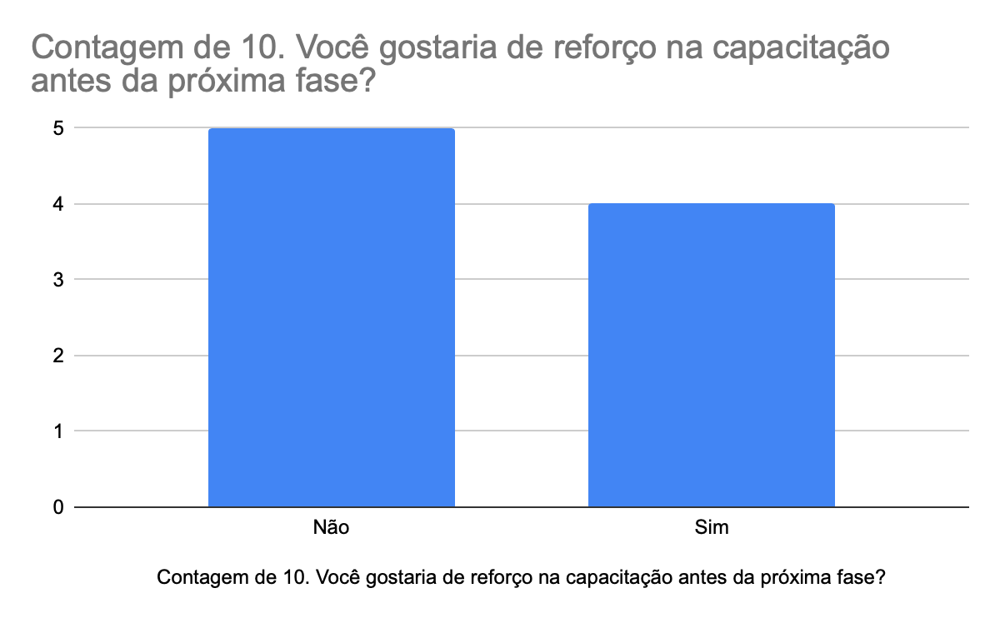 Contagem de 10. Você gostaria de reforço na capacitação
antes da próxima fase?
5
4
3
2
1
0
Não
Sim
Contagem de 10. Você gostaria de reforço na capacitação antes da próxima fase?